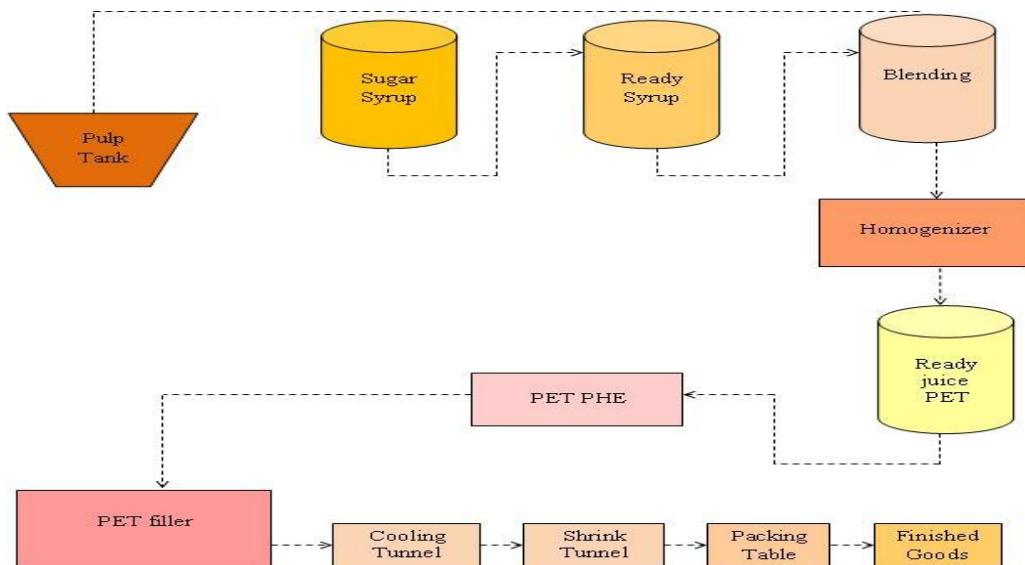 Sugar
Syrup
Ready
Syrup
Blending
Pulp
Tank
Homogenizer
Ready
juice
PET
PET PHE
PET filler
Cooling
Tunnel
Shrink
Tunnel
Packing
Table
Finished
Goods